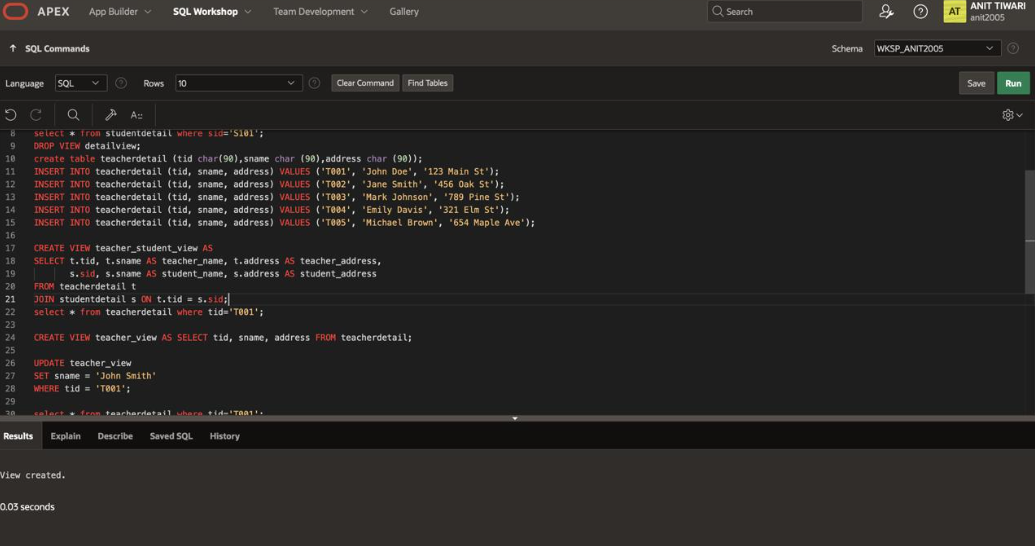 APEX App Builder SQL Workshop Team Development Gallery Search ANIT TIWARI
AT anit2005
SQL Commands Schema WKSP_ANIT2005
Language SQL Rows 10 Clear Command Find Tables Save Run
A::
8 select * from studentdetail where sid='S101';
9 DROP VIEW detailview;
10 create table teacherdetail (tid char(90),sname char (90),address char (90));
11 INSERT INTO teacherdetail (tid, sname, address) VALUES ('T001', 'John Doe', '123 Main St');
12 INSERT INTO teacherdetail (tid, sname, address) VALUES ('T002', 'Jane Smith', '456 Oak St');
13 INSERT INTO teacherdetail (tid, sname, address) VALUES ('T003', 'Mark Johnson', '789 Pine St');
14 INSERT INTO teacherdetail (tid, sname, address) VALUES ('T004', 'Emily Davis', '321 Elm St');
15 INSERT INTO teacherdetail (tid, sname, address) VALUES ('T005', 'Michael Brown', '654 Maple Ave');
16
17 CREATE VIEW teacher_student_view AS
18 SELECT t.tid, t.sname AS teacher_name, t.address AS teacher_address,
19 s.sid, s.sname AS student_name, s.address AS student_address
20 FROM teacherdetail t
21 JOIN studentdetail s ON t.tid = s.sid;
22 select * from teacherdetail where tid='T001';
23
24 CREATE VIEW teacher_view AS SELECT tid, sname, address FROM teacherdetail;
25
26 UPDATE teacher_view
27 SET sname = 'John Smith'
28 WHERE tid = 'T001';
29
30 select * from teacherdetail where tid='T001';
Results Explain Describe Saved SQL History
View created.
0.03 seconds